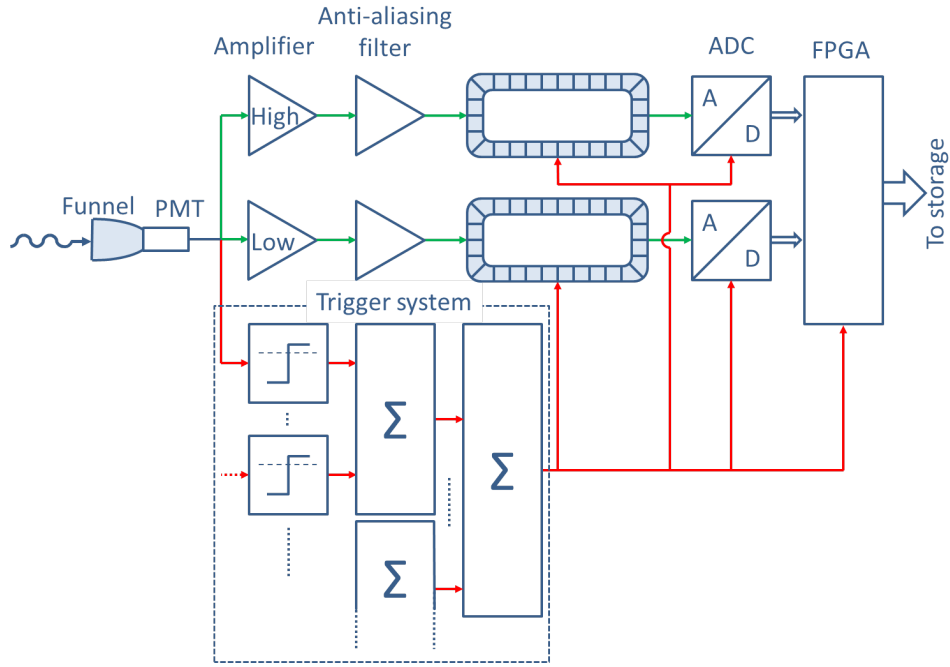 Anti-aliasing
filter
Amplifier
ADC
FPGA
High
A
D
To storage
Funnel
PMT
Low
A
D
Trigger system
Σ
Σ
Σ